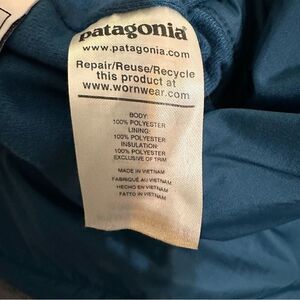 patagonia®
www.patagonia.com
Repair/Reuse/Recycle
this product at
www.wornwear.com
BODY:
100% POLYESTER
LINING:
100% POLYESTER
INSULATION:
100% POLYESTER
EXCLUSIVE OF TRIM
MADE IN VIETNAM
FABRIQUÉ AU VIETNAM
HECHO EN VIETNAM
FATTO IN VIETNAM